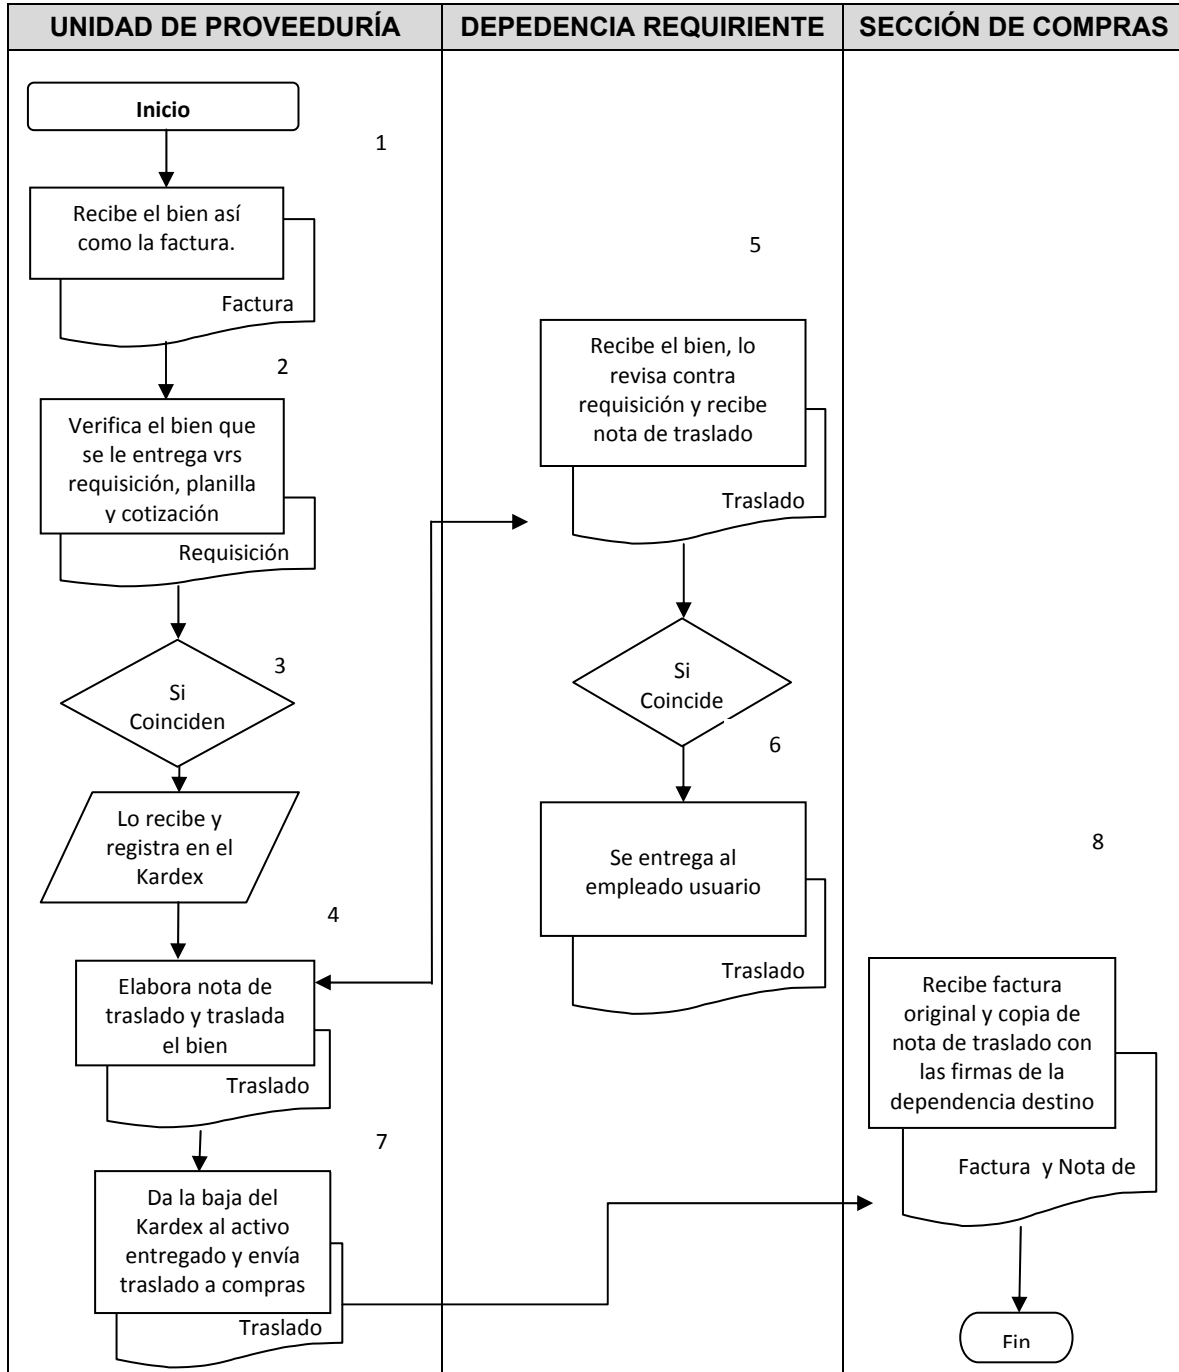 UNIDAD DE PROVEEDURÍA
DEPEDENCIA REQUIRIENTE
SECCIÓN DE COMPRAS
Inicio
1
Recibe el bien así
como la factura.
Factura
2
Verifica el bien que
se le entrega vrs
requisición, planilla
y cotización
Requisición
3
Si
Coinciden
Lo recibe y
registra en el
Kardex
4
Elabora nota de
traslado y traslada
el bien
Traslado
7
Da la baja del
Kardex al activo
entregado y envía
traslado a compras
Traslado
5
Recibe el bien, lo
revisa contra
requisición y recibe
nota de traslado
Traslado
Si
Coincide
6
Se entrega al
empleado usuario
Traslado
8
Recibe factura
original y copia de
nota de traslado con
las firmas de la
dependencia destino
Factura y Nota de
Fin